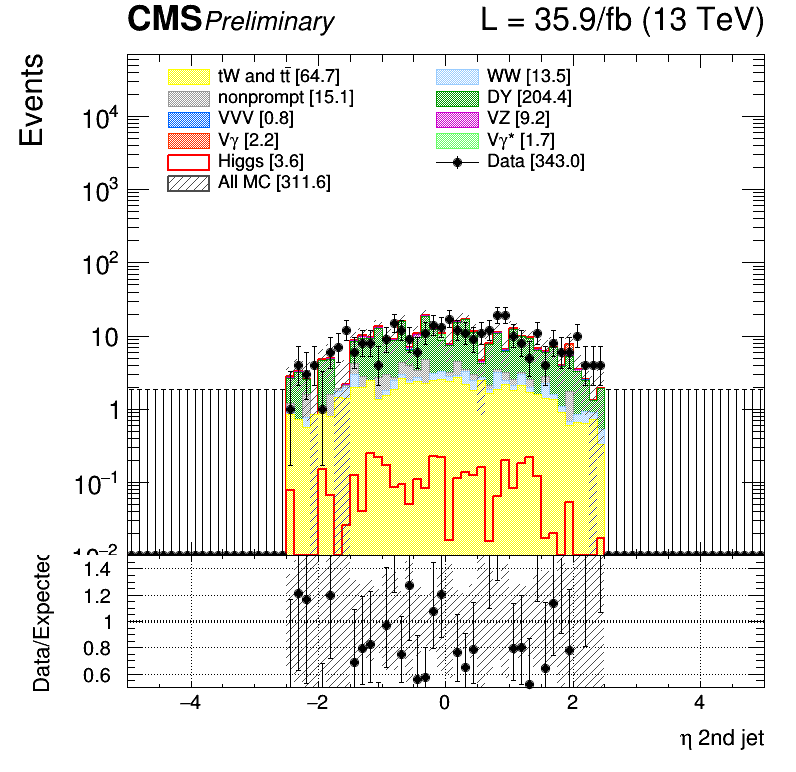 CMS Preliminary L = 35.9/fb (13 TeV)
Events
tW and tt̄ [64.7] WW [13.5]
nonprompt [15.1] DY [204.4]
VVV [0.8] VZ [9.2]
Vγ [2.2] Vγ* [1.7]
Higgs [3.6] Data [343.0]
All MC [311.6]
10⁴
10³
10²
10
1
10⁻¹
10⁻²
Data/Expected
1.4
1.2
1
0.8
0.6
−4 −2 0 2 4
η 2nd jet